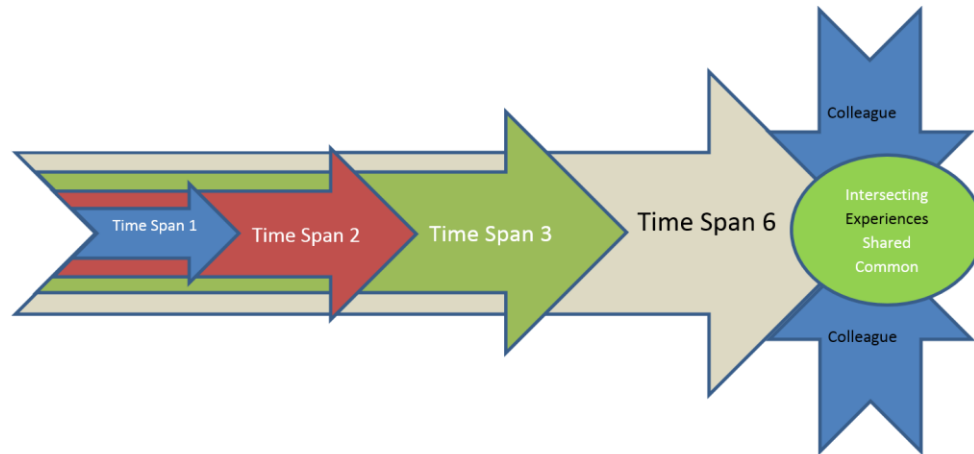 Colleague
Time Span 1
Time Span 2
Time Span 3
Time Span 6
Intersecting
Experiences
Shared
Common
Colleague